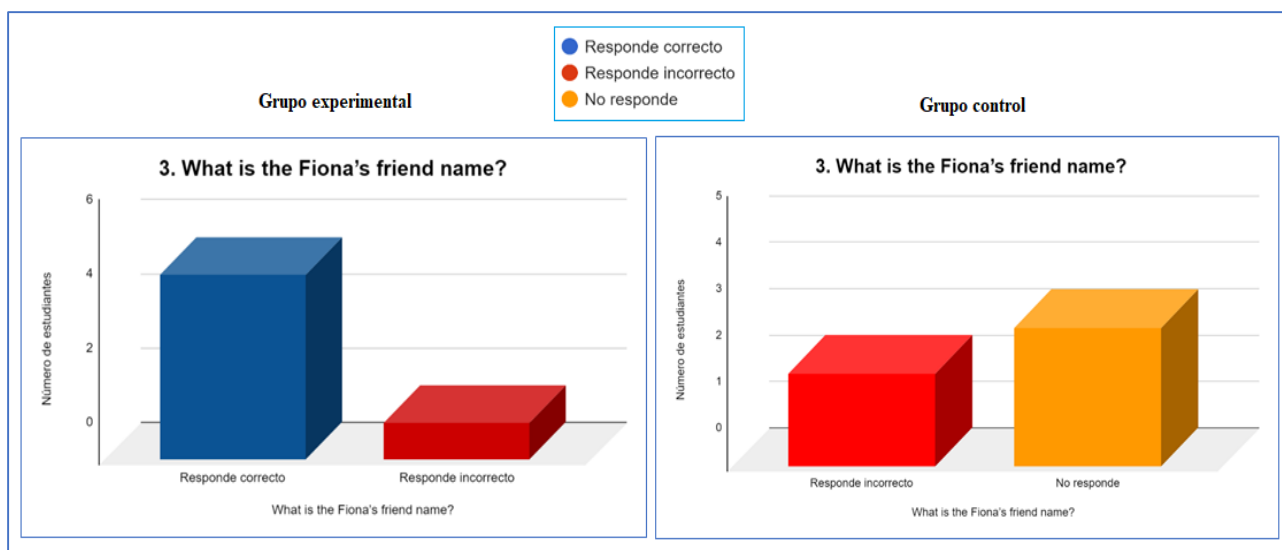 Responde correcto
Responde incorrecto
No responde
Grupo experimental
Grupo control
3. What is the Fiona's friend name?
6
4
2
0
Número de estudiantes
Responde correcto
Responde incorrecto
What is the Fiona's friend name?
3. What is the Fiona's friend name?
5
4
3
2
1
0
Número de estudiantes
Responde incorrecto
No responde
What is the Fiona's friend name?